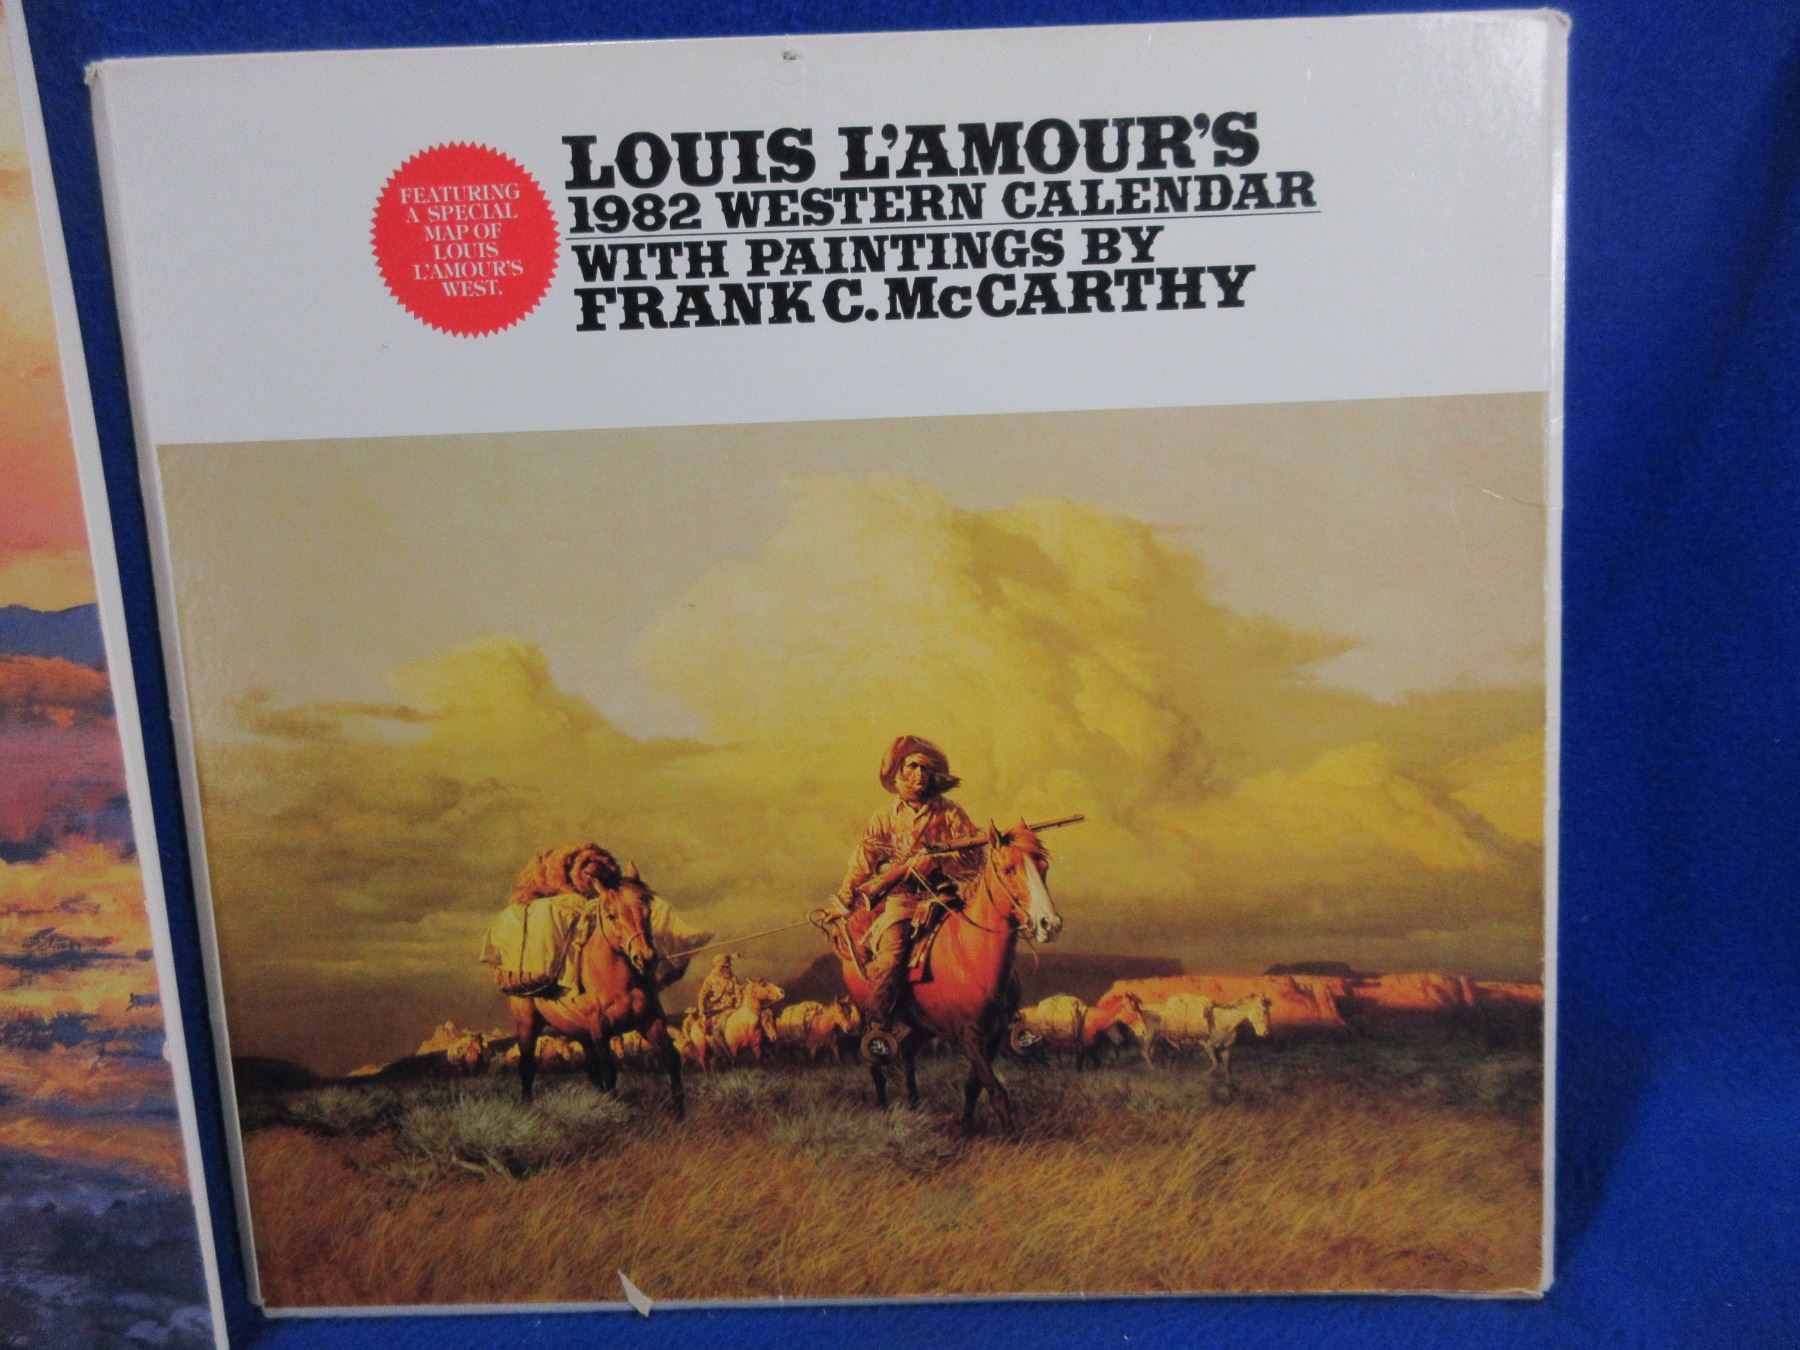 FEATURING
A SPECIAL
MAP OF
LOUIS
L'AMOUR'S
WEST.
LOUIS L'AMOUR'S
1982 WESTERN CALENDAR
WITH PAINTINGS BY
FRANK C. McCARTHY